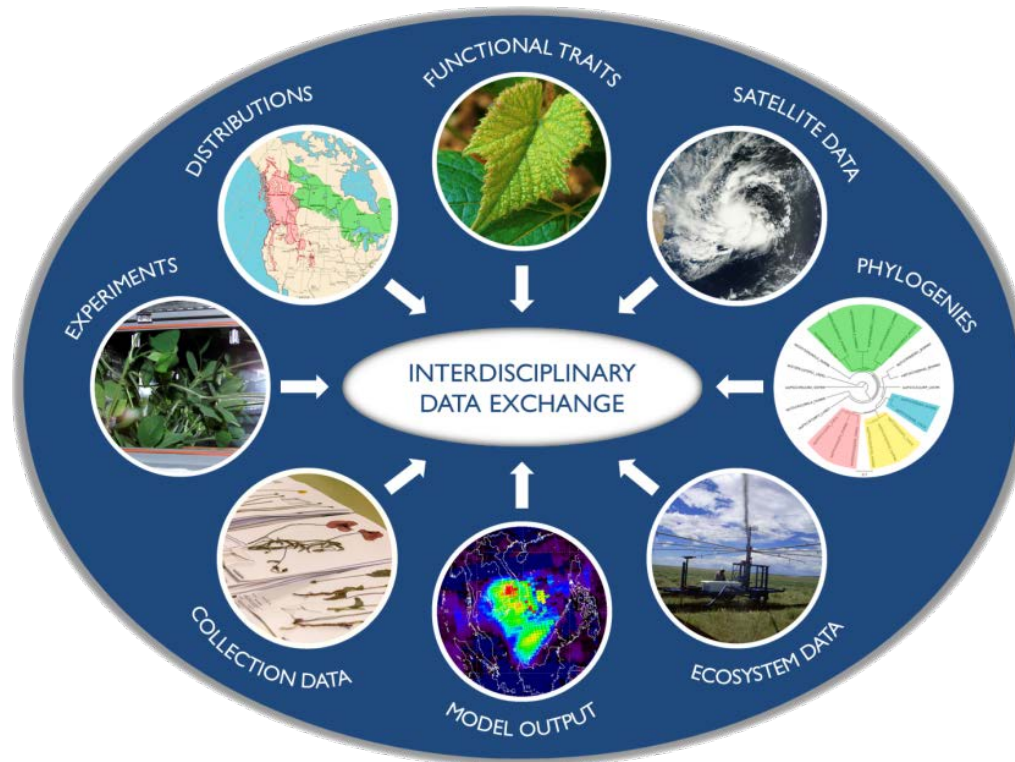 FUNCTIONAL TRAITS
DISTRIBUTIONS
SATELLITE DATA
EXPERIMENTS
PHYLOGENIES
INTERDISCIPLINARY
DATA EXCHANGE
COLLECTION DATA
ECOSYSTEM DATA
MODEL OUTPUT